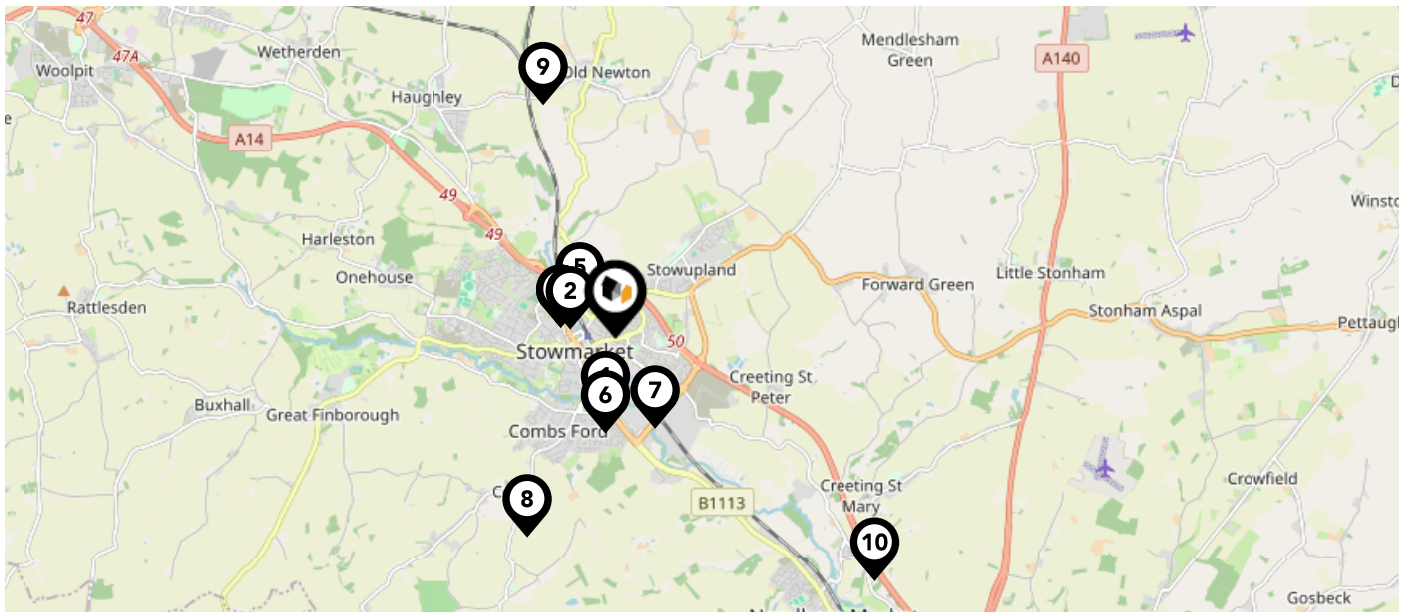 47
Woolpit
47A
Wetherden
Mendlesham
Green
A140
9
Old Newton
Haughley
A14
49
49
Harleston
Onehouse
5
2
Stowupland
Forward Green
Little Stonham
Stonham Aspal
Rattlesden
Stowmarket
50
6
7
Creeting St
Peter
Buxhall
Great Finborough
Combs Ford
8
B1113
Creeting St
Mary
Crowfield
10
Gosbeck